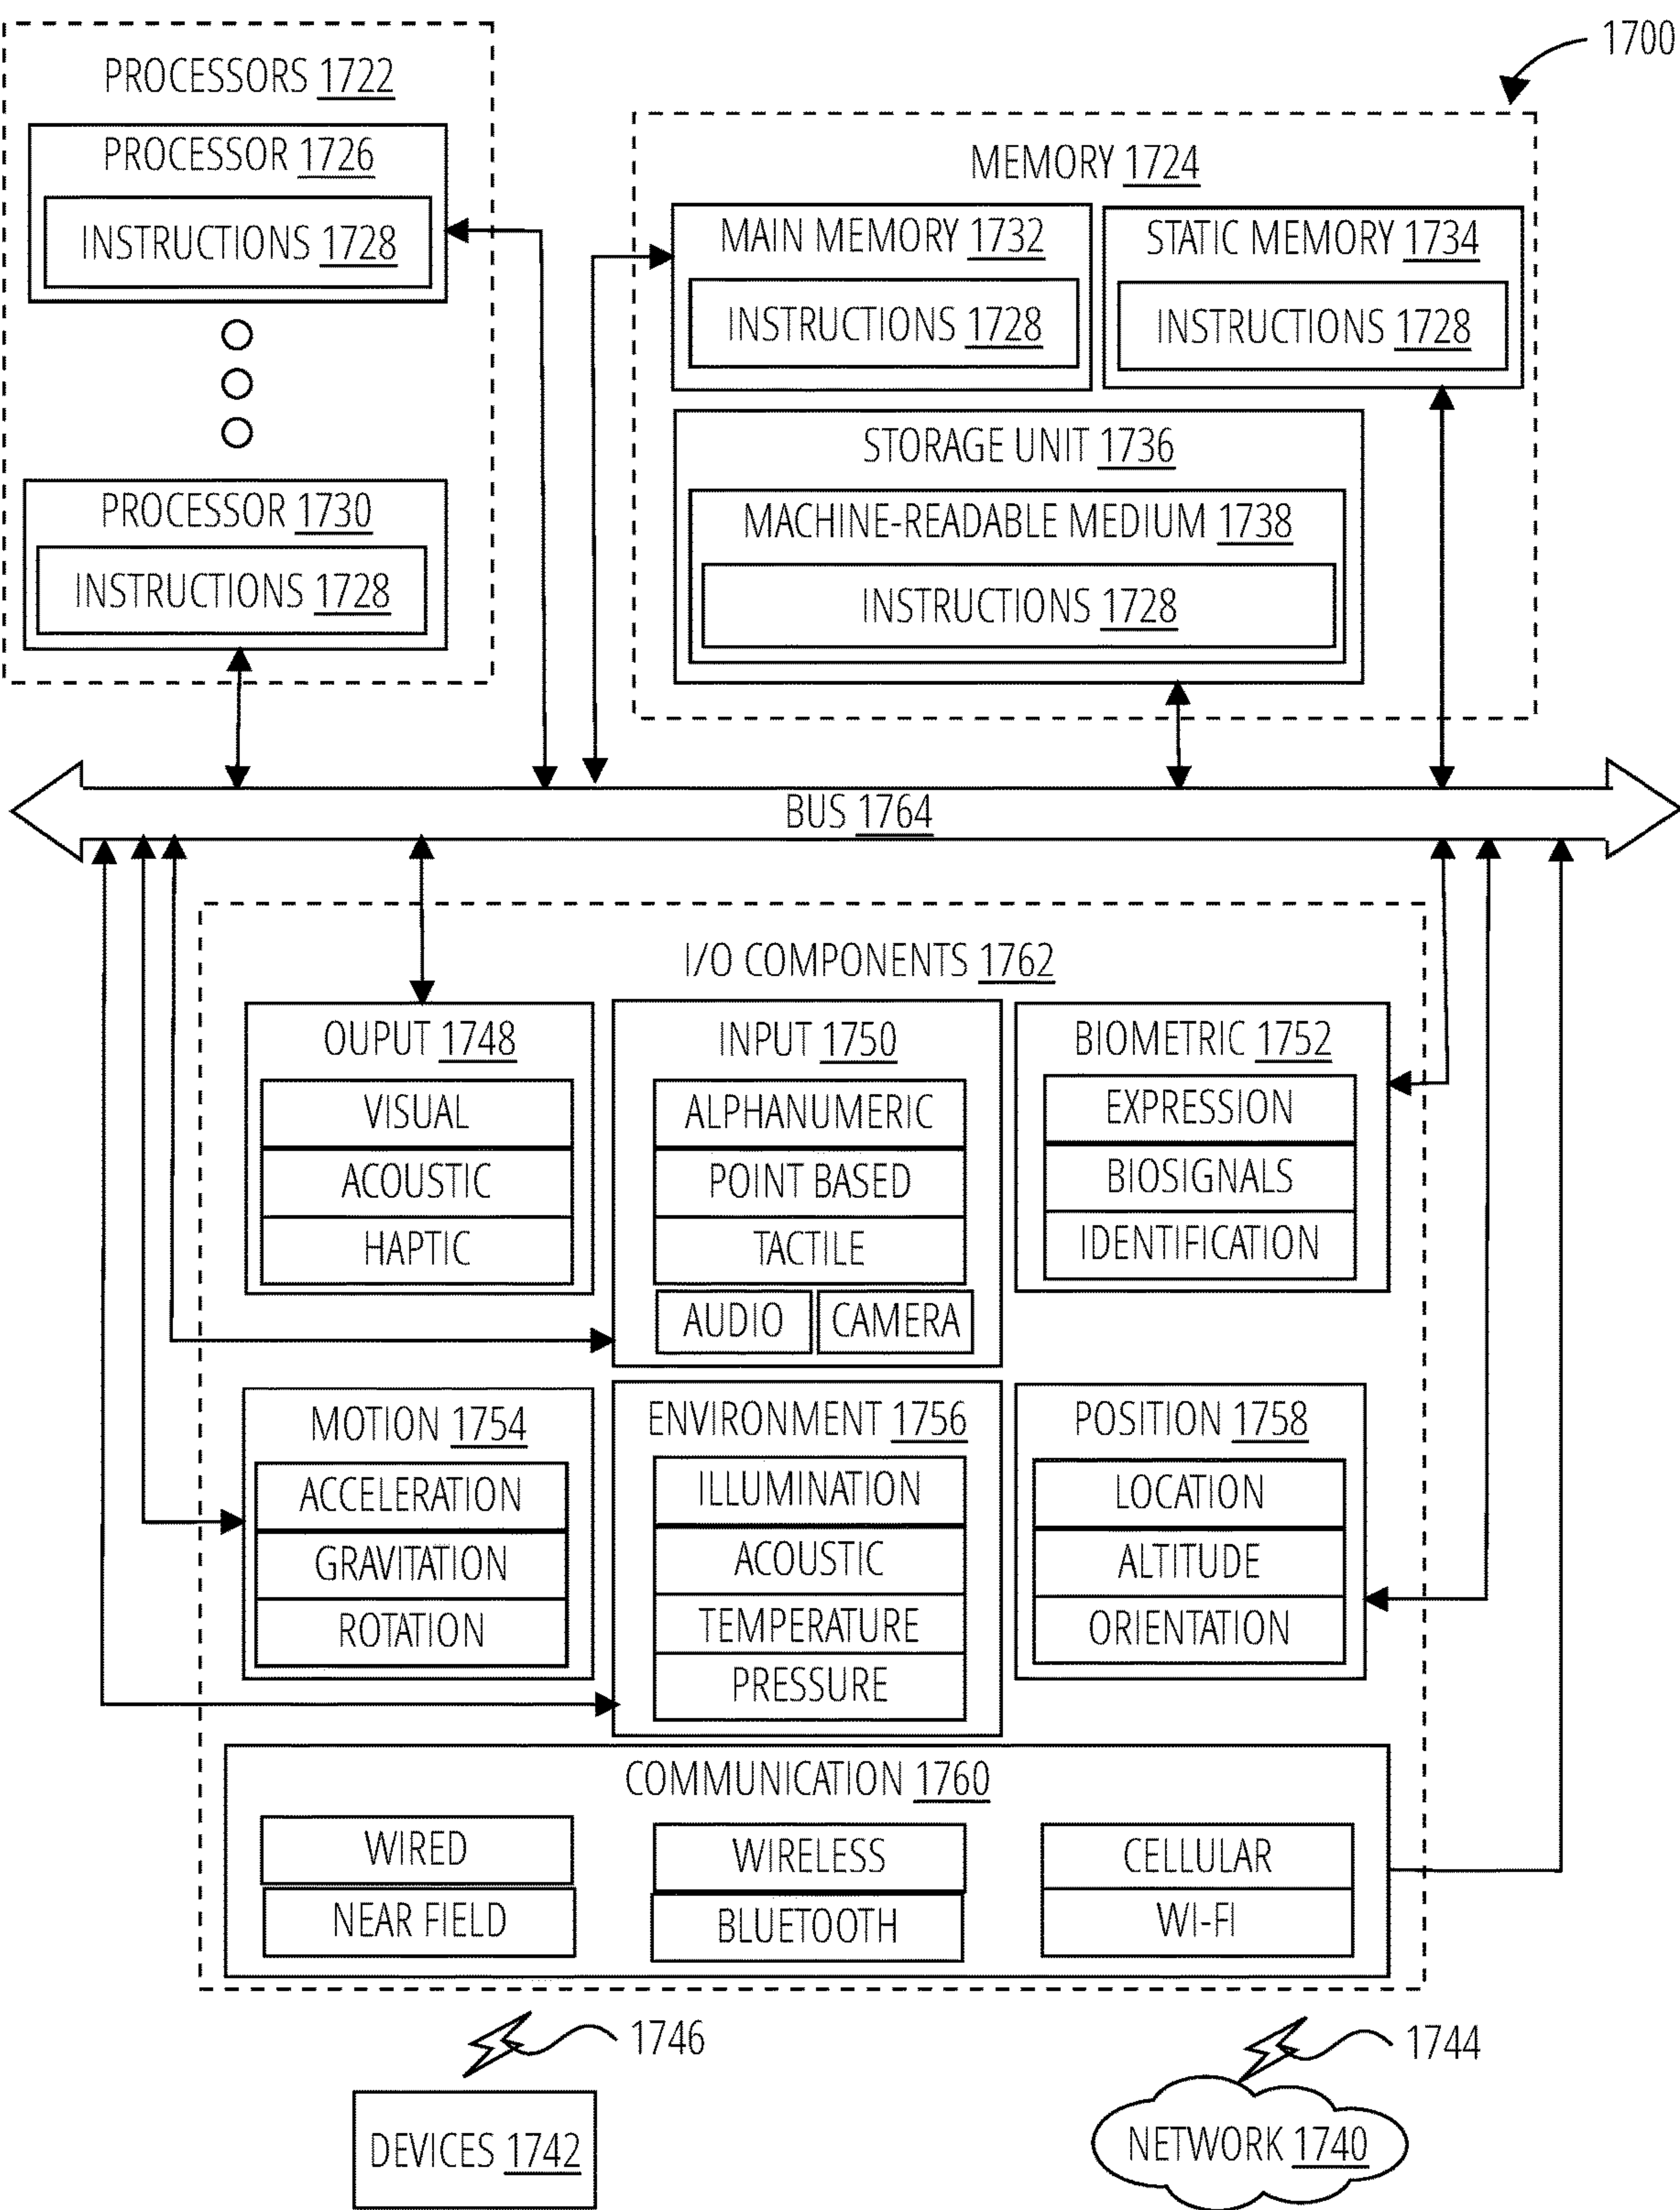 1700
PROCESSORS 1722
PROCESSOR 1726
INSTRUCTIONS 1728
PROCESSOR 1730
INSTRUCTIONS 1728
MEMORY 1724
MAIN MEMORY 1732
INSTRUCTIONS 1728
STATIC MEMORY 1734
INSTRUCTIONS 1728
STORAGE UNIT 1736
MACHINE-READABLE MEDIUM 1738
INSTRUCTIONS 1728
BUS 1764
I/O COMPONENTS 1762
OUPUT 1748
VISUAL
ACOUSTIC
HAPTIC
INPUT 1750
ALPHANUMERIC
POINT BASED
TACTILE
AUDIO
CAMERA
BIOMETRIC 1752
EXPRESSION
BIOSIGNALS
IDENTIFICATION
MOTION 1754
ACCELERATION
GRAVITATION
ROTATION
ENVIRONMENT 1756
ILLUMINATION
ACOUSTIC
TEMPERATURE
PRESSURE
POSITION 1758
LOCATION
ALTITUDE
ORIENTATION
COMMUNICATION 1760
WIRED
NEAR FIELD
WIRELESS
BLUETOOTH
CELLULAR
WI-FI
1746
1744
DEVICES 1742
NETWORK 1740